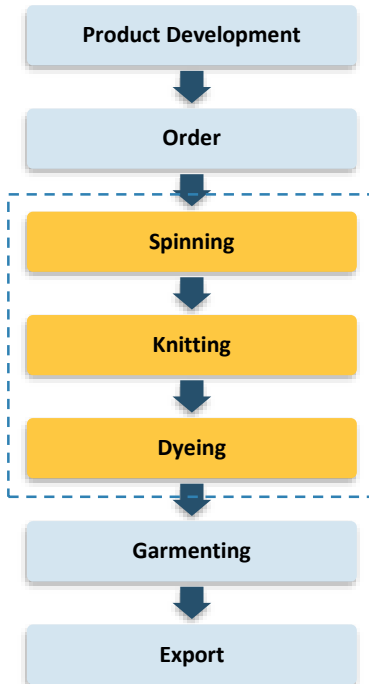 Product Development
Order
Spinning
Knitting
Dyeing
Garmenting
Export